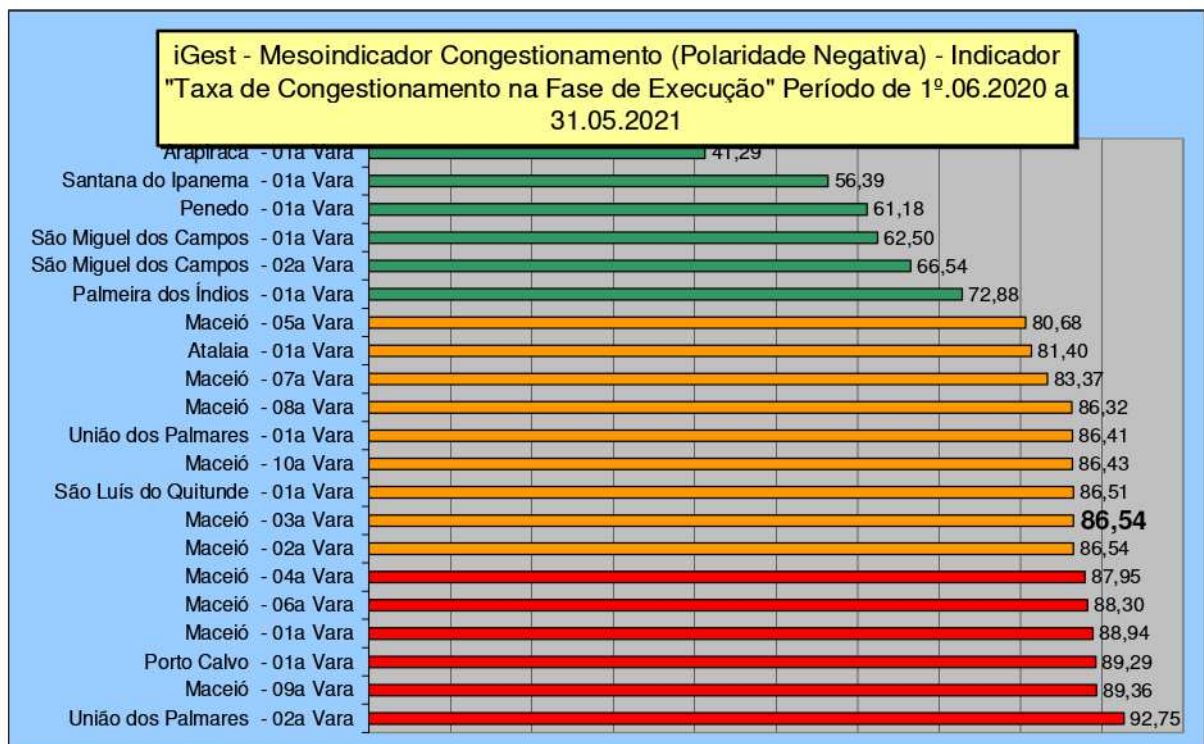 iGest - Mesoindicador Congestionamento (Polaridade Negativa) - Indicador
"Taxa de Congestionamento na Fase de Execução" Período de 1º.06.2020 a
31.05.2021
Arapiraca - 01a Vara 41,29
Santana do Ipanema - 01a Vara 56,39
Penedo - 01a Vara 61,18
São Miguel dos Campos - 01a Vara 62,50
São Miguel dos Campos - 02a Vara 66,54
Palmeira dos Índios - 01a Vara 72,88
Maceió - 05a Vara 80,68
Atalaia - 01a Vara 81,40
Maceió - 07a Vara 83,37
Maceió - 08a Vara 86,32
União dos Palmares - 01a Vara 86,41
Maceió - 10a Vara 86,43
São Luís do Quitunde - 01a Vara 86,51
Maceió - 03a Vara 86,54
Maceió - 02a Vara 86,54
Maceió - 04a Vara 87,95
Maceió - 06a Vara 88,30
Maceió - 01a Vara 88,94
Porto Calvo - 01a Vara 89,29
Maceió - 09a Vara 89,36
União dos Palmares - 02a Vara 92,75